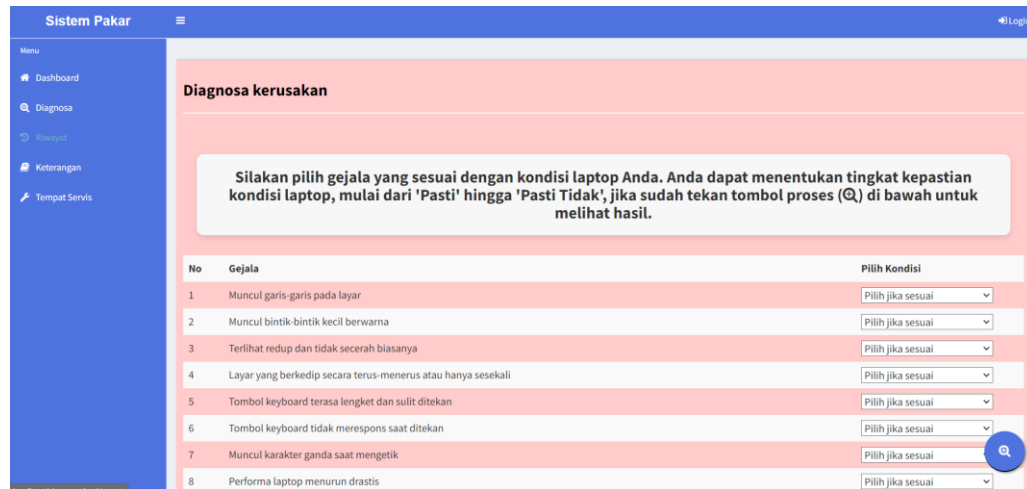 Sistem Pakar
Menu
Dashboard
Diagnosa
Riwayat
Keterangan
Tempat Servis
Diagnosa kerusakan
Silakan pilih gejala yang sesuai dengan kondisi laptop Anda. Anda dapat menentukan tingkat kepastian
kondisi laptop, mulai dari 'Pasti' hingga 'Pasti Tidak', jika sudah tekan tombol proses () di bawah untuk
melihat hasil.
No Gejala Pilih Kondisi
1 Muncul garis-garis pada layar Pilih jika sesuai
2 Muncul bintik-bintik kecil berwarna Pilih jika sesuai
3 Terlihat redup dan tidak secerah biasanya Pilih jika sesuai
4 Layar yang berkedip secara terus-menerus atau hanya sesekali Pilih jika sesuai
5 Tombol keyboard terasa lengket dan sulit ditekan Pilih jika sesuai
6 Tombol keyboard tidak merespons saat ditekan Pilih jika sesuai
7 Muncul karakter ganda saat mengetik Pilih jika sesuai
8 Performa laptop menurun drastis Pilih jika sesuai